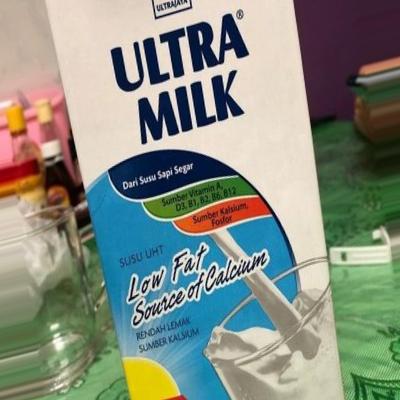 ULTRAJAYA
ULTRA®
MILK
Dari Susu Sapi Segar
Sumber Vitamin A,
D3, B1, B2, B6, B12
Sumber Kalsium,
Fosfor
SUSU UHT
Low Fat
Source of Calcium
RENDAH LEMAK
SUMBER KALSIUM